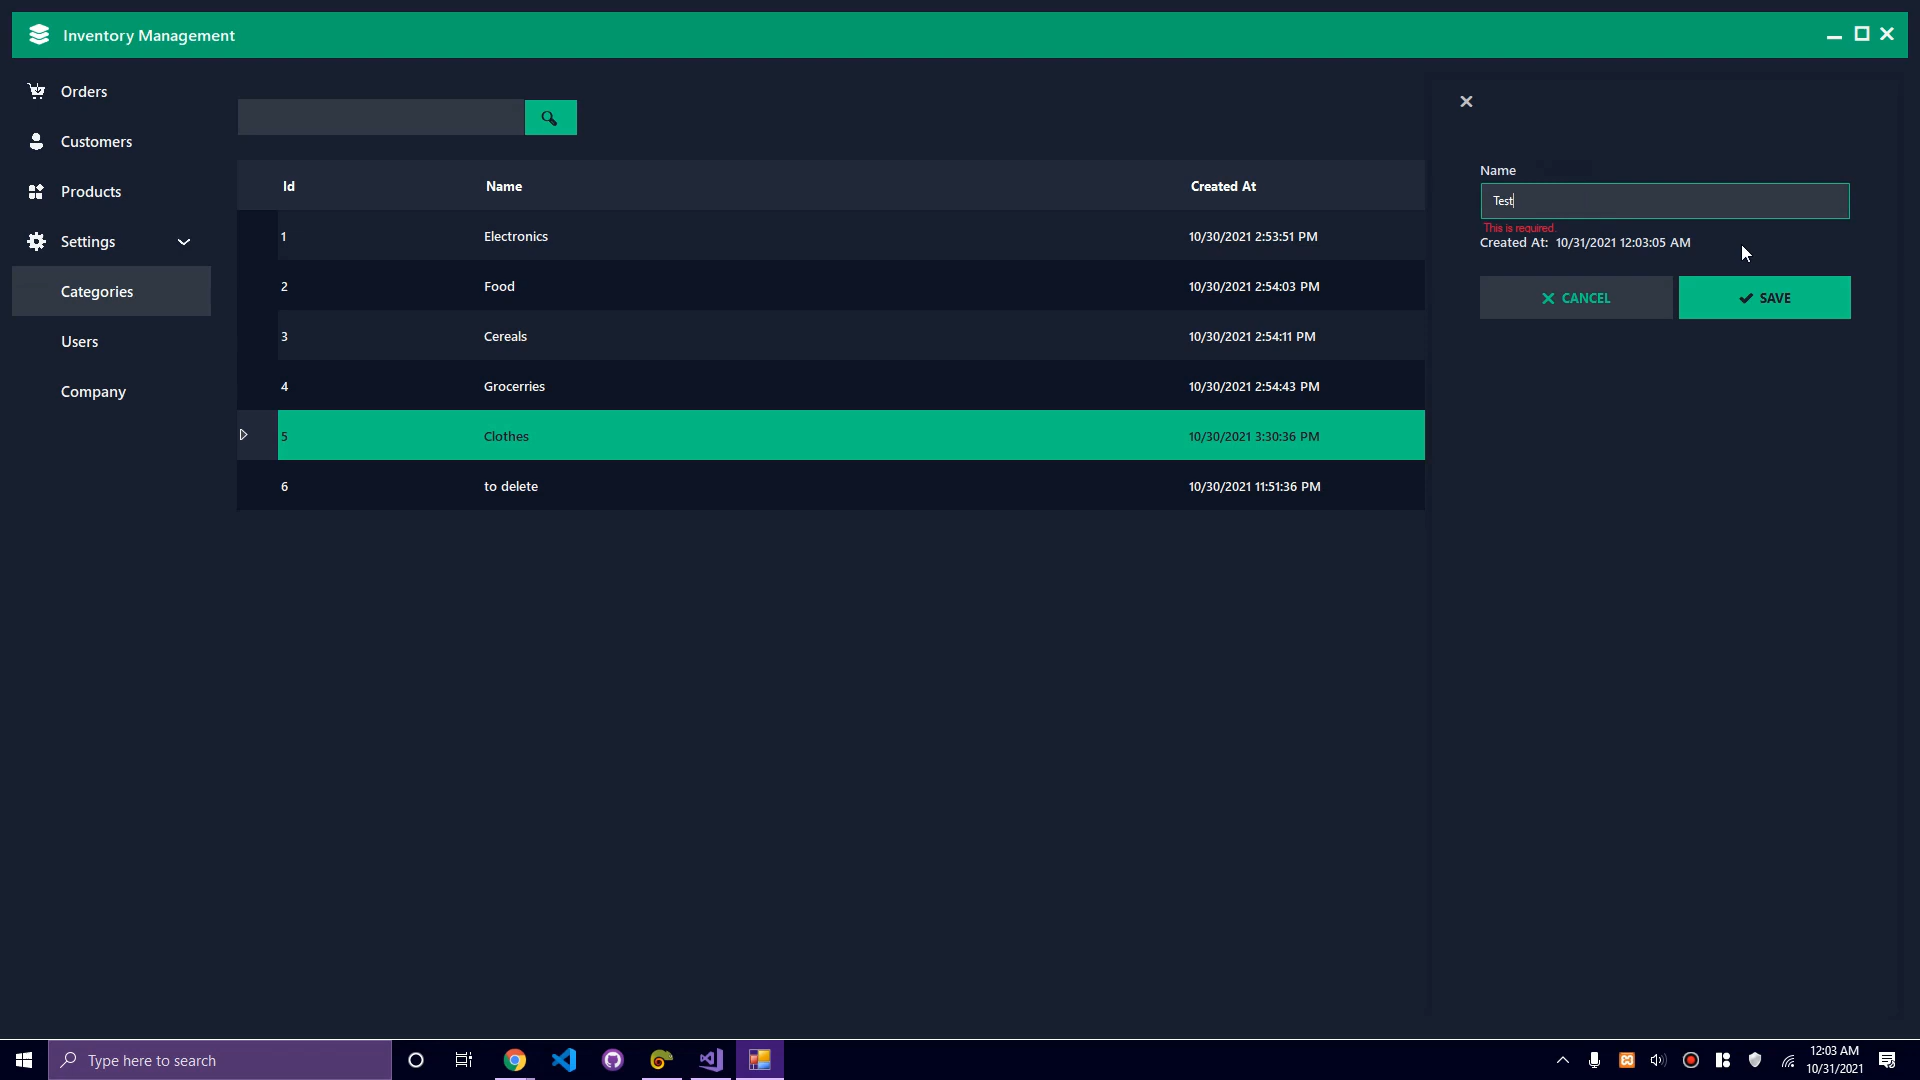 Inventory Management
Orders
Customers
Products
Settings
Categories
Users
Company
Id Name Created At
1 Electronics 10/30/2021 2:53:51 PM
2 Food 10/30/2021 2:54:03 PM
3 Cereals 10/30/2021 2:54:11 PM
4 Grocerries 10/30/2021 2:54:43 PM
5 Clothes 10/30/2021 3:30:36 PM
6 to delete 10/30/2021 11:51:36 PM
Name
Test
This is required.
Created At: 10/31/2021 12:03:05 AM
CANCEL SAVE
Type here to search
12:03 AM
10/31/2021